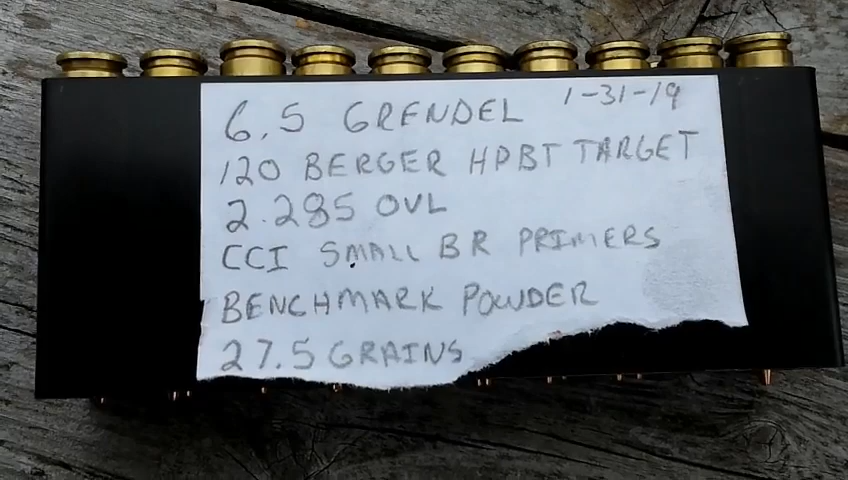 6.5 GRENDEL 1-31-19
120 BERGER HPBT TARGET
2.285 OVL
CCI SMALL BR PRIMERS
BENCHMARK POWDER
27.5 GRAINS